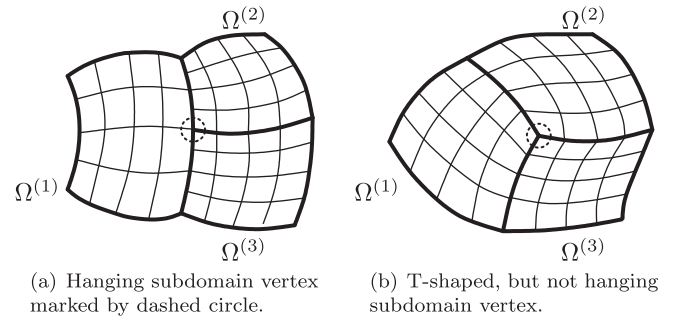 Ω(2)
Ω(1)
Ω(3)
(a) Hanging subdomain vertex
marked by dashed circle.
Ω(2)
Ω(1)
Ω(3)
(b) T-shaped, but not hanging
subdomain vertex.